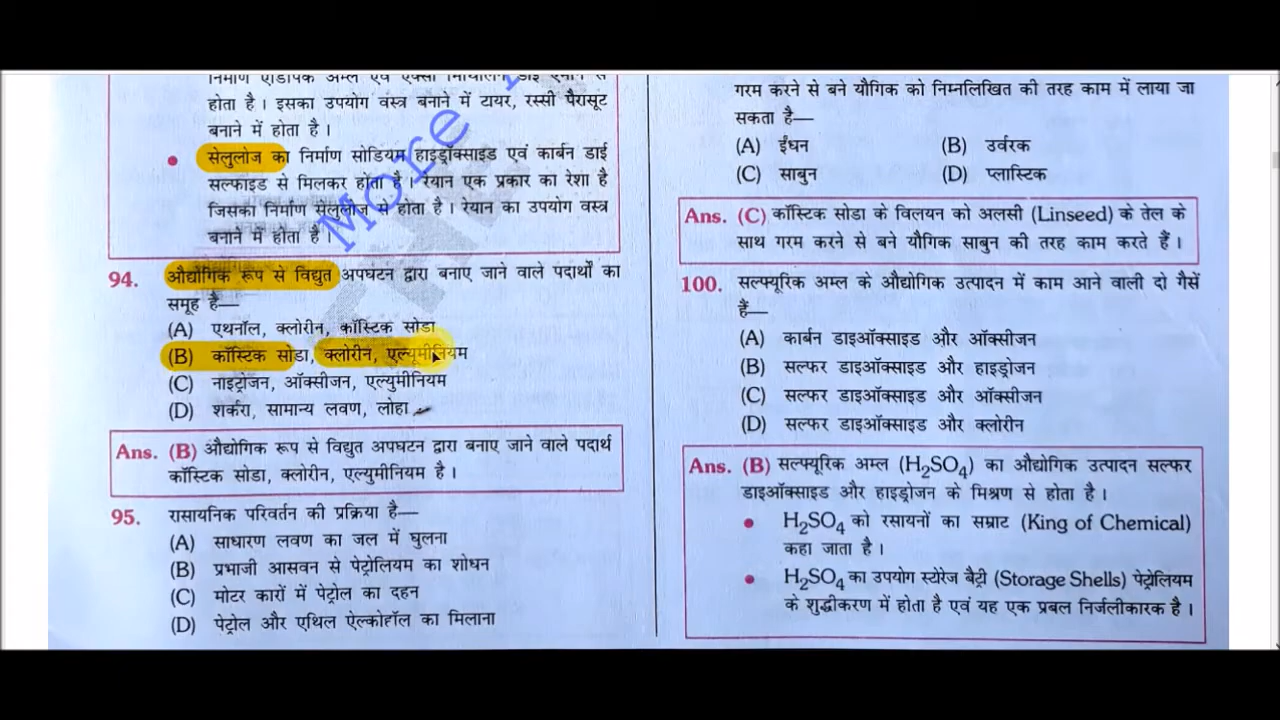 होता है। इसका उपयोग वस्त्र बनाने में टायर, रस्सी पैरासूट
बनाने में होता है।
• सेलुलोज का निर्माण सोडियम हाइड्रॉक्साइड एवं कार्बन डाई
सल्फाइड से मिलकर होता है। रेयान एक प्रकार का रेशा है
जिसका निर्माण सेलुलोज से होता है। रेयान का उपयोग वस्त्र
बनाने में होता है।
More
94. औद्योगिक रूप से विद्युत अपघटन द्वारा बनाए जाने वाले पदार्थों का
समूह है—
(A) एथनॉल, क्लोरीन, कॉस्टिक सोडा
(B) कॉस्टिक सोडा, क्लोरीन, एल्यूमीनियम
(C) नाइट्रोजन, ऑक्सीजन, एल्युमीनियम
(D) शर्करा, सामान्य लवण, लोहा
Ans. (B) औद्योगिक रूप से विद्युत अपघटन द्वारा बनाए जाने वाले पदार्थ
कॉस्टिक सोडा, क्लोरीन, एल्युमीनियम है।
95. रासायनिक परिवर्तन की प्रक्रिया है—
(A) साधारण लवण का जल में घुलना
(B) प्रभाजी आसवन से पेट्रोलियम का शोधन
(C) मोटर कारों में पेट्रोल का दहन
(D) पेट्रोल और एथिल ऐल्कोहॉल का मिलाना
गरम करने से बने यौगिक को निम्नलिखित की तरह काम में लाया जा
सकता है—
(A) ईंधन (B) उर्वरक
(C) साबुन (D) प्लास्टिक
Ans. (C) कॉस्टिक सोडा के विलयन को अलसी (Linseed) के तेल के
साथ गरम करने से बने यौगिक साबुन की तरह काम करते हैं।
100. सल्फ्यूरिक अम्ल के औद्योगिक उत्पादन में काम आने वाली दो गैसें
हैं—
(A) कार्बन डाइऑक्साइड और ऑक्सीजन
(B) सल्फर डाइऑक्साइड और हाइड्रोजन
(C) सल्फर डाइऑक्साइड और ऑक्सीजन
(D) सल्फर डाइऑक्साइड और क्लोरीन
Ans. (B) सल्फ्यूरिक अम्ल (H₂SO₄) का औद्योगिक उत्पादन सल्फर
डाइऑक्साइड और हाइड्रोजन के मिश्रण से होता है।
• H₂SO₄ को रसायनों का सम्राट (King of Chemical)
कहा जाता है।
• H₂SO₄ का उपयोग स्टोरेज बैट्री (Storage Shells) पेट्रोलियम
के शुद्धीकरण में होता है एवं यह एक प्रबल निर्जलीकारक है।